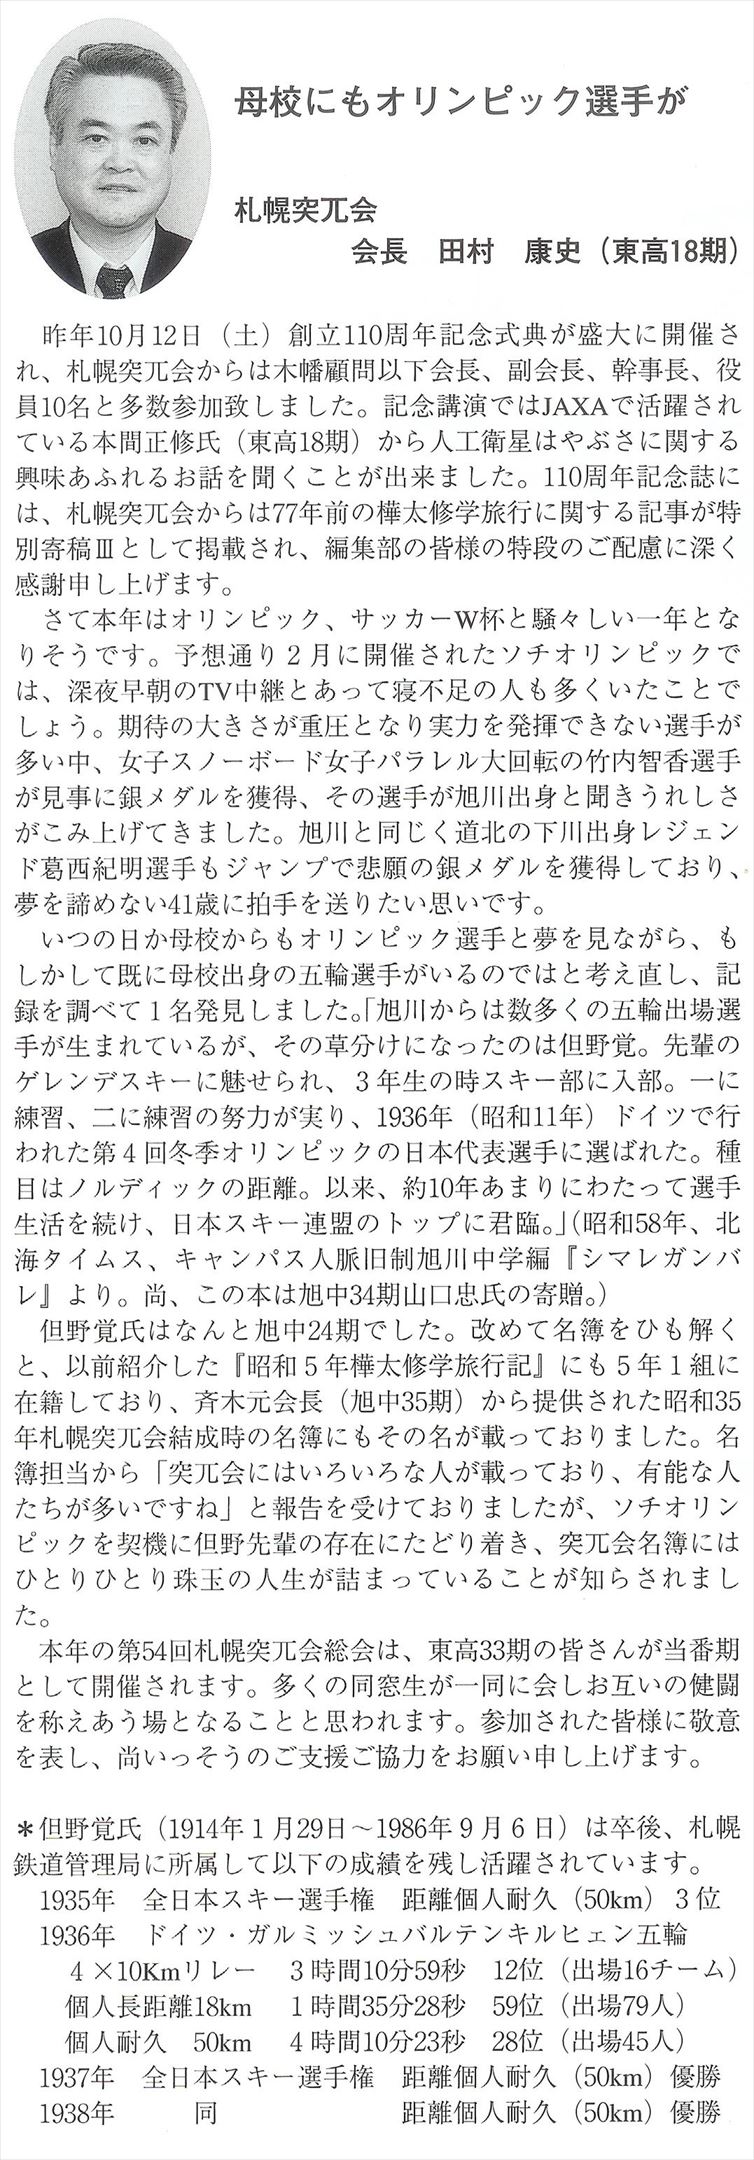 母校にもオリンピック選手が
札幌突兀会
会長　田村　康史（東高18期）
　昨年10月12日（土）創立110周年記念式典が盛大に開催さ
れ、札幌突兀会からは木幡顧問以下会長、副会長、幹事長、役
員10名と多数参加致しました。記念講演ではJAXAで活躍され
ている本間正修氏（東高18期）から人工衛星はやぶさに関する
興味あふれるお話を聞くことが出来ました。110周年記念誌に
は、札幌突兀会からは77年前の樺太修学旅行に関する記事が特
別寄稿Ⅲとして掲載され、編集部の皆様の特段のご配慮に深く
感謝申し上げます。
　さて本年はオリンピック、サッカーW杯と騒々しい一年とな
りそうです。予想通り２月に開催されたソチオリンピックで
は、深夜早朝のTV中継とあって寝不足の人も多くいたことで
しょう。期待の大きさが重圧となり実力を発揮できない選手が
多い中、女子スノーボード女子パラレル大回転の竹内智香選手
が見事に銀メダルを獲得、その選手が旭川出身と聞きうれしさ
がこみ上げてきました。旭川と同じく道北の下川出身レジェン
ド葛西紀明選手もジャンプで悲願の銀メダルを獲得しており、
夢を諦めない41歳に拍手を送りたい思いです。
　いつの日か母校からもオリンピック選手と夢を見ながら、も
しかして既に母校出身の五輪選手がいるのではと考え直し、記
録を調べて１名発見しました。「旭川からは数多くの五輪出場選
手が生まれているが、その草分けになったのは但野覚。先輩の
ゲレンデスキーに魅せられ、３年生の時スキー部に入部。一に
練習、二に練習の努力が実り、1936年（昭和11年）ドイツで行
われた第４回冬季オリンピックの日本代表選手に選ばれた。種
目はノルディックの距離。以来、約10年あまりにわたって選手
生活を続け、日本スキー連盟のトップに君臨。」（昭和58年、北
海タイムス、キャンパス人脈旧制旭川中学編『シマレガンバ
レ』より。尚、この本は旭中34期山口忠氏の寄贈。）
　但野覚氏はなんと旭中24期でした。改めて名簿をひも解く
と、以前紹介した『昭和５年樺太修学旅行記』にも５年１組に
在籍しており、斉木元会長（旭中35期）から提供された昭和35
年札幌突兀会結成時の名簿にもその名が載っておりました。名
簿担当から「突兀会にはいろいろな人が載っており、有能な人
たちが多いですね」と報告を受けておりましたが、ソチオリン
ピックを契機に但野先輩の存在にたどり着き、突兀会名簿には
ひとりひとり珠玉の人生が詰まっていることが知らされまし
た。
　本年の第54回札幌突兀会総会は、東高33期の皆さんが当番期
として開催されます。多くの同窓生が一同に会しお互いの健闘
を称えあう場となることと思われます。参加された皆様に敬意
を表し、尚いっそうのご支援ご協力をお願い申し上げます。
＊但野覚氏（1914年１月29日～1986年９月６日）は卒後、札幌
鉄道管理局に所属して以下の成績を残し活躍されています。
1935年　全日本スキー選手権　距離個人耐久（50km）３位
1936年　ドイツ・ガルミッシュバルテンキルヒェン五輪
４×10Kmリレー　３時間10分59秒　12位（出場16チーム）
個人長距離18km　１時間35分28秒　59位（出場79人）
個人耐久　50km　４時間10分23秒　28位（出場45人）
1937年　全日本スキー選手権　距離個人耐久（50km）優勝
1938年　　　同　　　　　　　距離個人耐久（50km）優勝